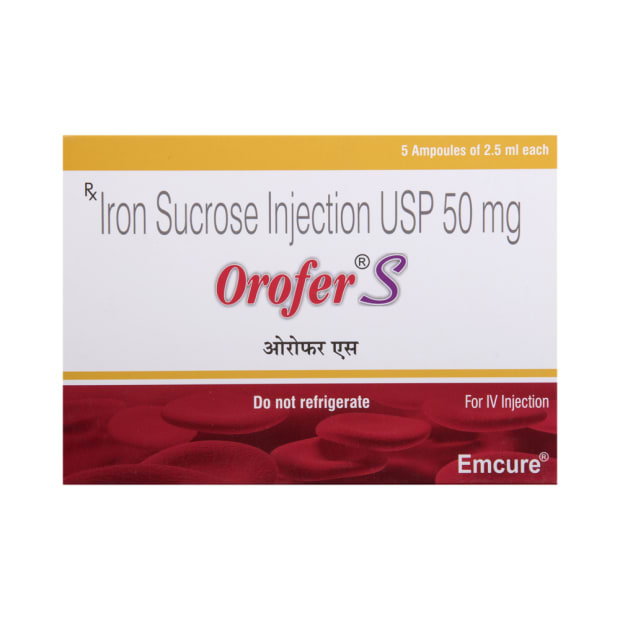 5 Ampoules of 2.5 ml each
Rx Iron Sucrose Injection USP 50 mg
Orofer® S
ओरोफर एस
Do not refrigerate
For IV Injection
Emcure®